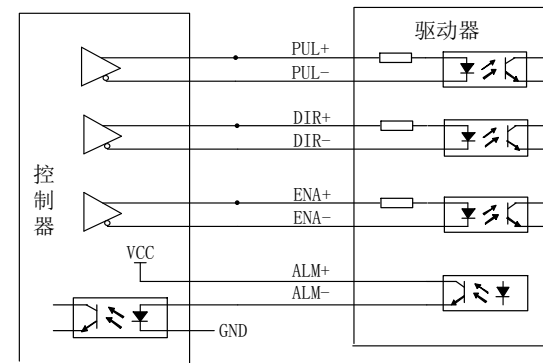 驱动器
PUL+
PUL-
DIR+
DIR-
控制器
ENA+
ENA-
VCC
ALM+
ALM-
GND